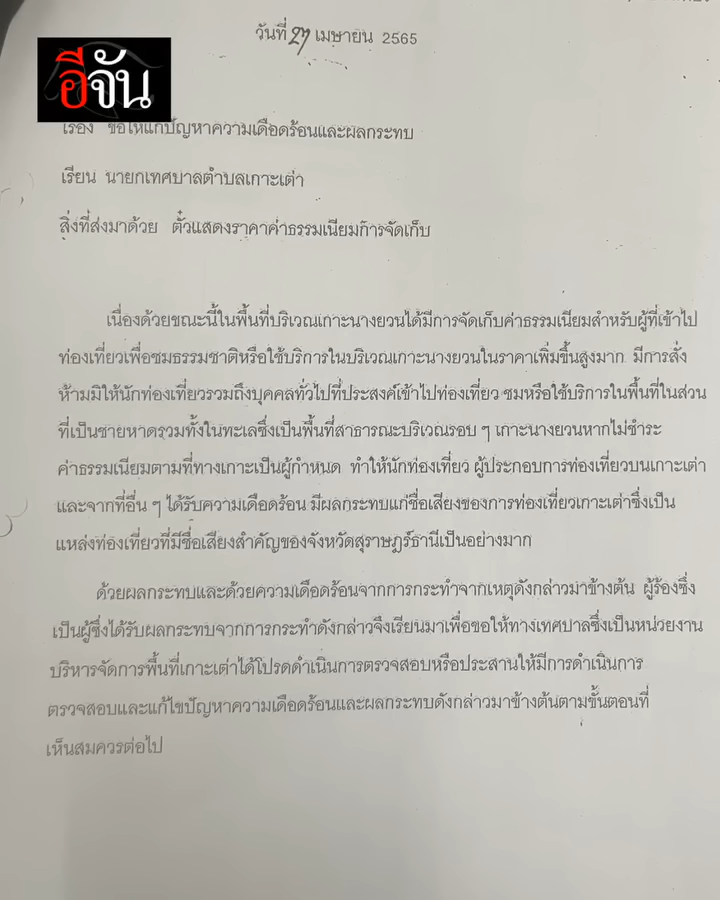 วันที่ 27 เมษายน 2565
อีจัน
เรื่อง ขอให้แก้ปัญหาความเดือดร้อนและผลกระทบ
เรียน นายกเทศบาลตำบลเกาะเต่า
สิ่งที่ส่งมาด้วย ตั๋วแสดงราคาค่าธรรมเนียมการจัดเก็บ
เนื่องด้วยขณะนี้ในพื้นที่บริเวณเกาะนางยวนได้มีการจัดเก็บค่าธรรมเนียมสำหรับผู้ที่เข้าไป
ท่องเที่ยวเพื่อชมธรรมชาติหรือใช้บริการในบริเวณเกาะนางยวนในราคาเพิ่มขึ้นสูงมาก มีการสั่ง
ห้ามมิให้นักท่องเที่ยวรวมถึงบุคคลทั่วไปที่ประสงค์เข้าไปท่องเที่ยว ชมหรือใช้บริการในพื้นที่ในส่วน
ที่เป็นชายหาดรวมทั้งในทะเลซึ่งเป็นพื้นที่สาธารณะบริเวณรอบ ๆ เกาะนางยวนหากไม่ชำระ
ค่าธรรมเนียมตามที่ทางเกาะเป็นผู้กำหนด ทำให้นักท่องเที่ยว ผู้ประกอบการท่องเที่ยวบนเกาะเต่า
และจากที่อื่น ๆ ได้รับความเดือดร้อน มีผลกระทบแก่ชื่อเสียงของการท่องเที่ยวเกาะเต่าซึ่งเป็น
แหล่งท่องเที่ยวที่มีชื่อเสียงสำคัญของจังหวัดสุราษฎร์ธานีเป็นอย่างมาก
ด้วยผลกระทบและด้วยความเดือดร้อนจากการกระทำจากเหตุดังกล่าวมาข้างต้น ผู้ร้องซึ่ง
เป็นผู้ซึ่งได้รับผลกระทบจากการกระทำดังกล่าวจึงเรียนมาเพื่อขอให้ทางเทศบาลซึ่งเป็นหน่วยงาน
บริหารจัดการพื้นที่เกาะเต่าได้โปรดดำเนินการตรวจสอบหรือประสานให้มีการดำเนินการ
ตรวจสอบและแก้ไขปัญหาความเดือดร้อนและผลกระทบดังกล่าวมาข้างต้นตามขั้นตอนที่
เห็นสมควรต่อไป